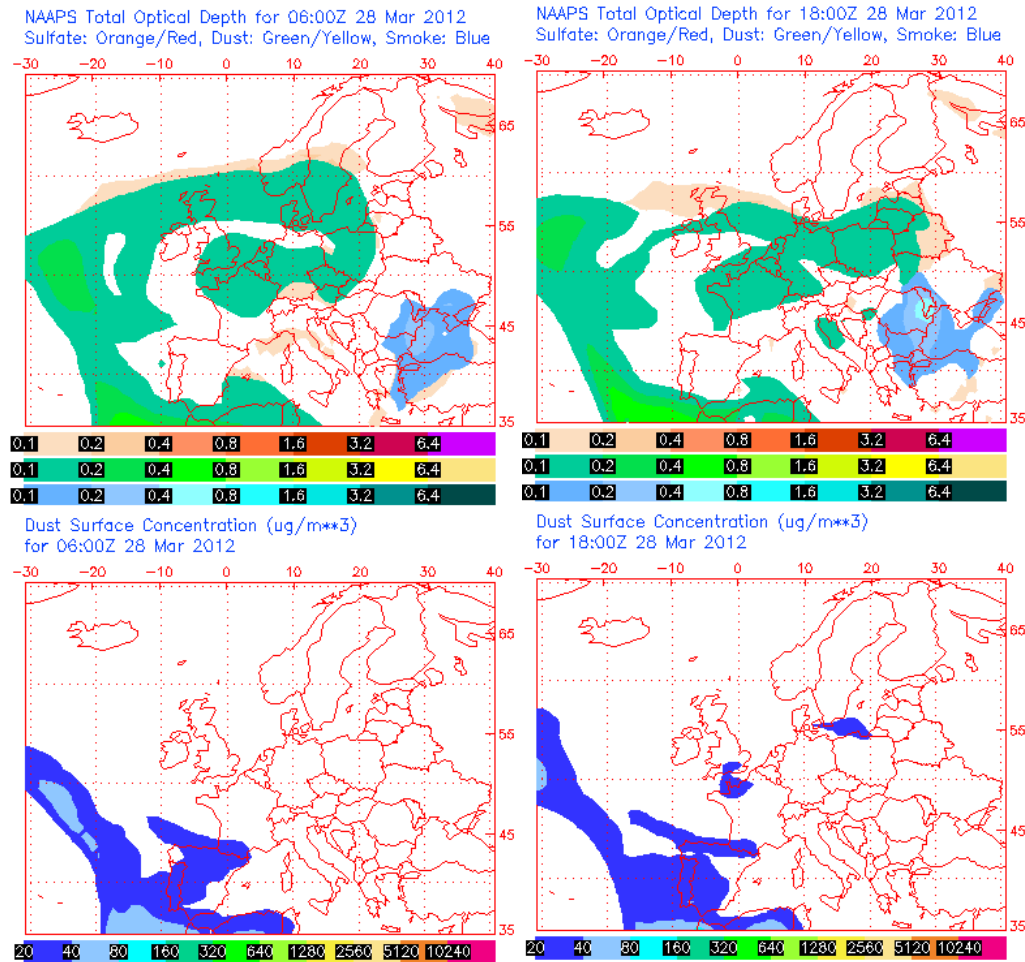 NAAPS Total Optical Depth for 06:00Z 28 Mar 2012
Sulfate: Orange/Red, Dust: Green/Yellow, Smoke: Blue
-30 -20 -10 0 10 20 30 40
65
55
45
35
0.1 0.2 0.4 0.8 1.6 3.2 6.4
0.1 0.2 0.4 0.8 1.6 3.2 6.4
0.1 0.2 0.4 0.8 1.6 3.2 6.4
NAAPS Total Optical Depth for 18:00Z 28 Mar 2012
Sulfate: Orange/Red, Dust: Green/Yellow, Smoke: Blue
-30 -20 -10 0 10 20 30 40
65
55
45
35
0.1 0.2 0.4 0.8 1.6 3.2 6.4
0.1 0.2 0.4 0.8 1.6 3.2 6.4
0.1 0.2 0.4 0.8 1.6 3.2 6.4
Dust Surface Concentration (ug/m**3)
for 06:00Z 28 Mar 2012
-30 -20 -10 0 10 20 30 40
65
55
45
35
20 40 80 160 320 640 1280 2560 5120 10240
Dust Surface Concentration (ug/m**3)
for 18:00Z 28 Mar 2012
-30 -20 -10 0 10 20 30 40
65
55
45
35
20 40 80 160 320 640 1280 2560 5120 10240